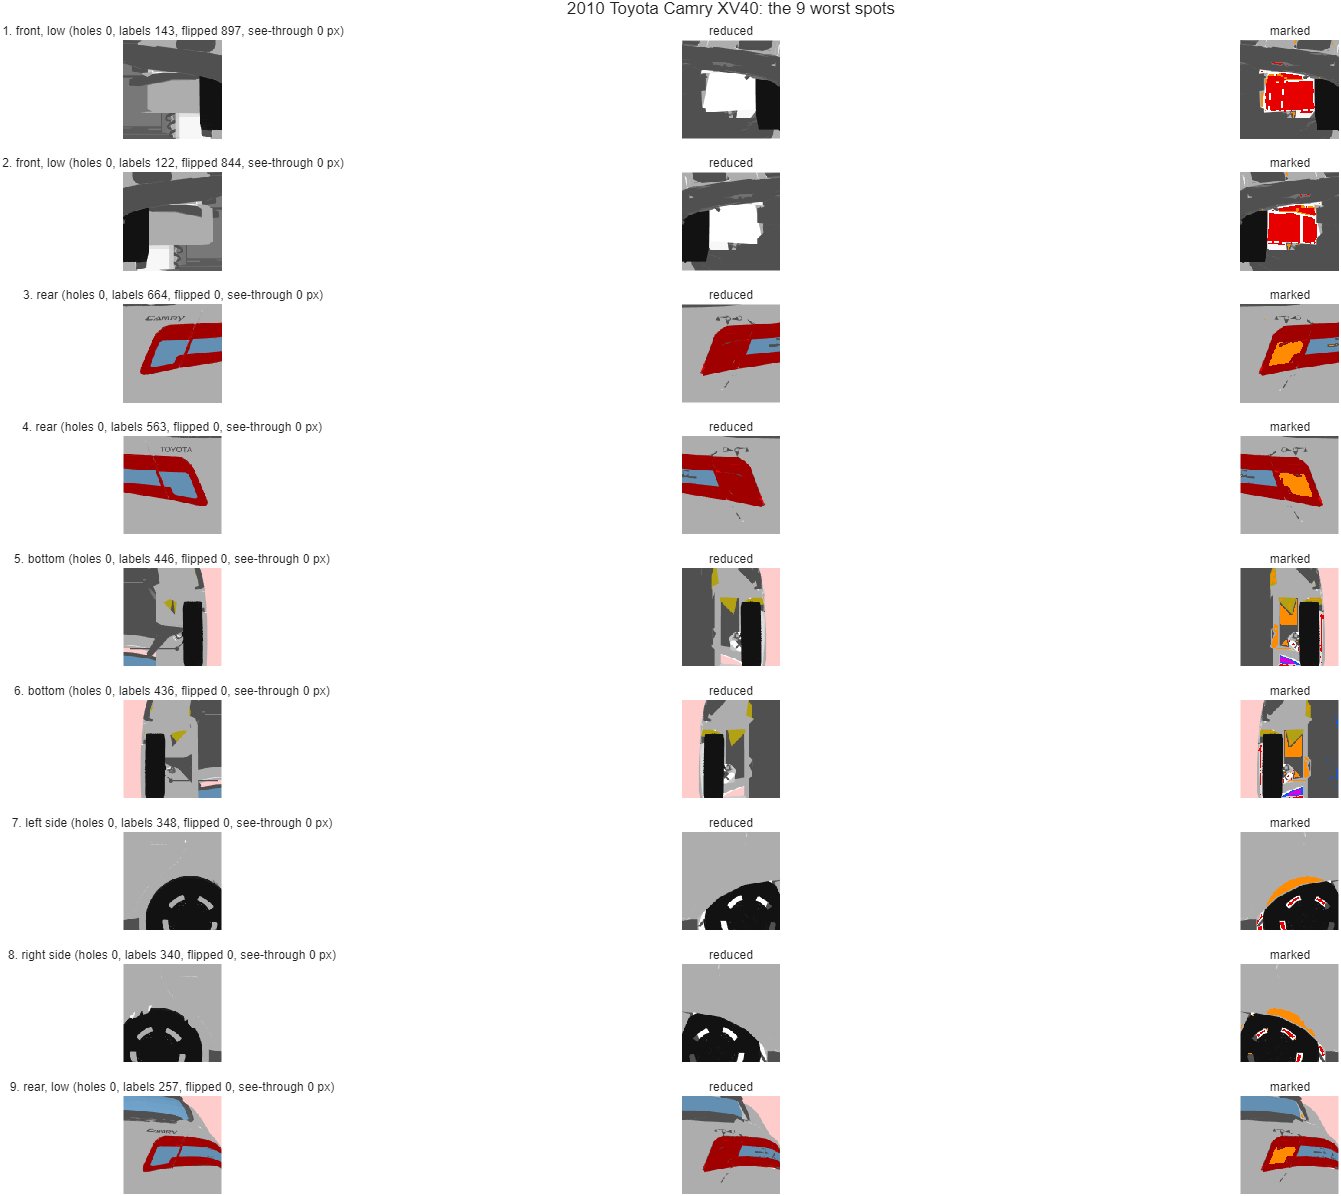 2010 Toyota Camry XV40: the 9 worst spots
1. front, low (holes 0, labels 143, flipped 897, see-through 0 px)
reduced
marked
2. front, low (holes 0, labels 122, flipped 844, see-through 0 px)
reduced
marked
3. rear (holes 0, labels 664, flipped 0, see-through 0 px)
reduced
marked
CAMRY
4. rear (holes 0, labels 563, flipped 0, see-through 0 px)
reduced
marked
TOYOTA
5. bottom (holes 0, labels 446, flipped 0, see-through 0 px)
reduced
marked
6. bottom (holes 0, labels 436, flipped 0, see-through 0 px)
reduced
marked
7. left side (holes 0, labels 348, flipped 0, see-through 0 px)
reduced
marked
8. right side (holes 0, labels 340, flipped 0, see-through 0 px)
reduced
marked
9. rear, low (holes 0, labels 257, flipped 0, see-through 0 px)
reduced
marked
CAMRY